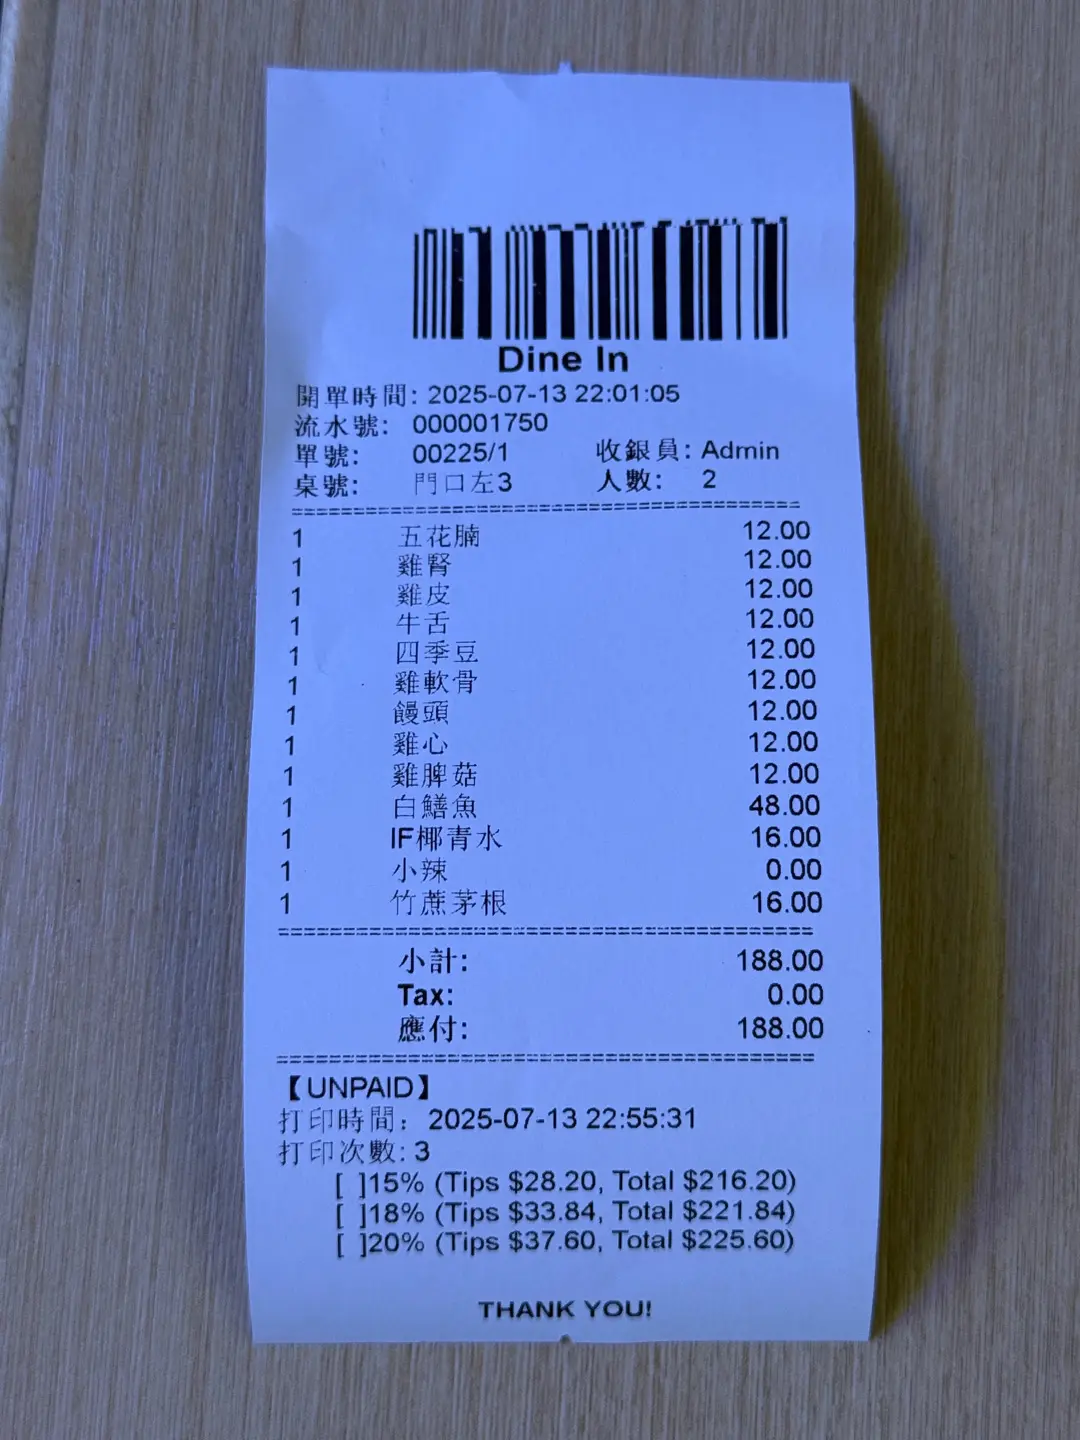 Dine In
開單時間: 2025-07-13 22:01:05
流水號: 000001750
單號: 00225/1 收銀員: Admin
桌號: 門口左3 人數: 2
1 五花腩 12.00
1 雞腎 12.00
1 雞皮 12.00
1 牛舌 12.00
1 四季豆 12.00
1 雞軟骨 12.00
1 饅頭 12.00
1 雞心 12.00
1 雞脾菇 12.00
1 白鱔魚 48.00
1 IF椰青水 16.00
1 小辣 0.00
1 竹蔗茅根 16.00
小計: 188.00
Tax: 0.00
應付: 188.00
【UNPAID】
打印時間: 2025-07-13 22:55:31
打印次數: 3
[ ]15% (Tips $28.20, Total $216.20)
[ ]18% (Tips $33.84, Total $221.84)
[ ]20% (Tips $37.60, Total $225.60)
THANK YOU!